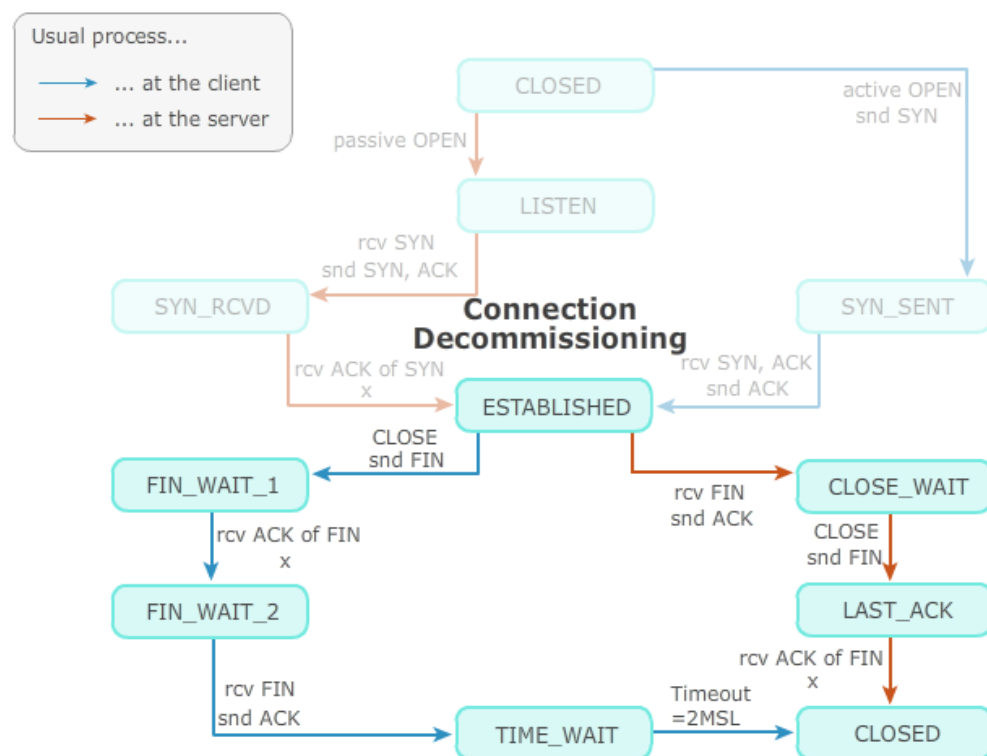 Usual process...
... at the client
... at the server
CLOSED
active OPEN
snd SYN
passive OPEN
LISTEN
rcv SYN
snd SYN, ACK
SYN_RCVD
Connection
Decommissioning
SYN_SENT
rcv ACK of SYN
x
rcv SYN, ACK
snd ACK
ESTABLISHED
CLOSE
snd FIN
FIN_WAIT_1
rcv FIN
snd ACK
CLOSE_WAIT
rcv ACK of FIN
x
CLOSE
snd FIN
FIN_WAIT_2
LAST_ACK
rcv FIN
snd ACK
rcv ACK of FIN
x
Timeout
=2MSL
TIME_WAIT
CLOSED